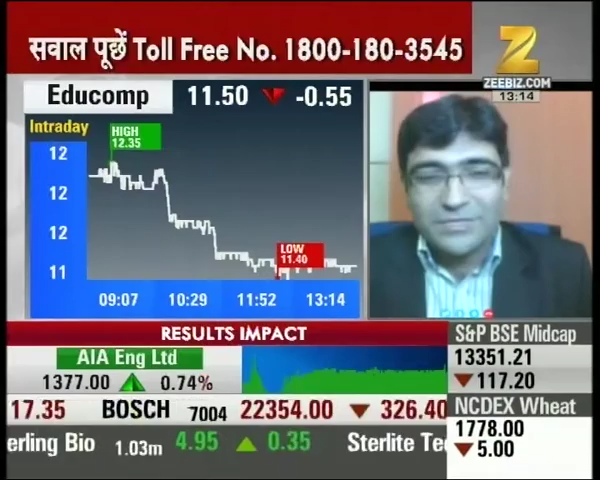 सवाल पूछें Toll Free No. 1800-180-3545
Z
ZEEBIZ.COM
13:14
Educomp 11.50 -0.55
Intraday
HIGH
12.35
12
12
12
11
LOW
11.40
09:07 10:29 11:52 13:14
RESULTS IMPACT
AIA Eng Ltd
1377.00 0.74%
S&P BSE Midcap
13351.21
117.20
17.35 BOSCH 7004 22354.00 326.40
NCDEX Wheat
1778.00
5.00
erling Bio 1.03m 4.95 0.35 Sterlite Te